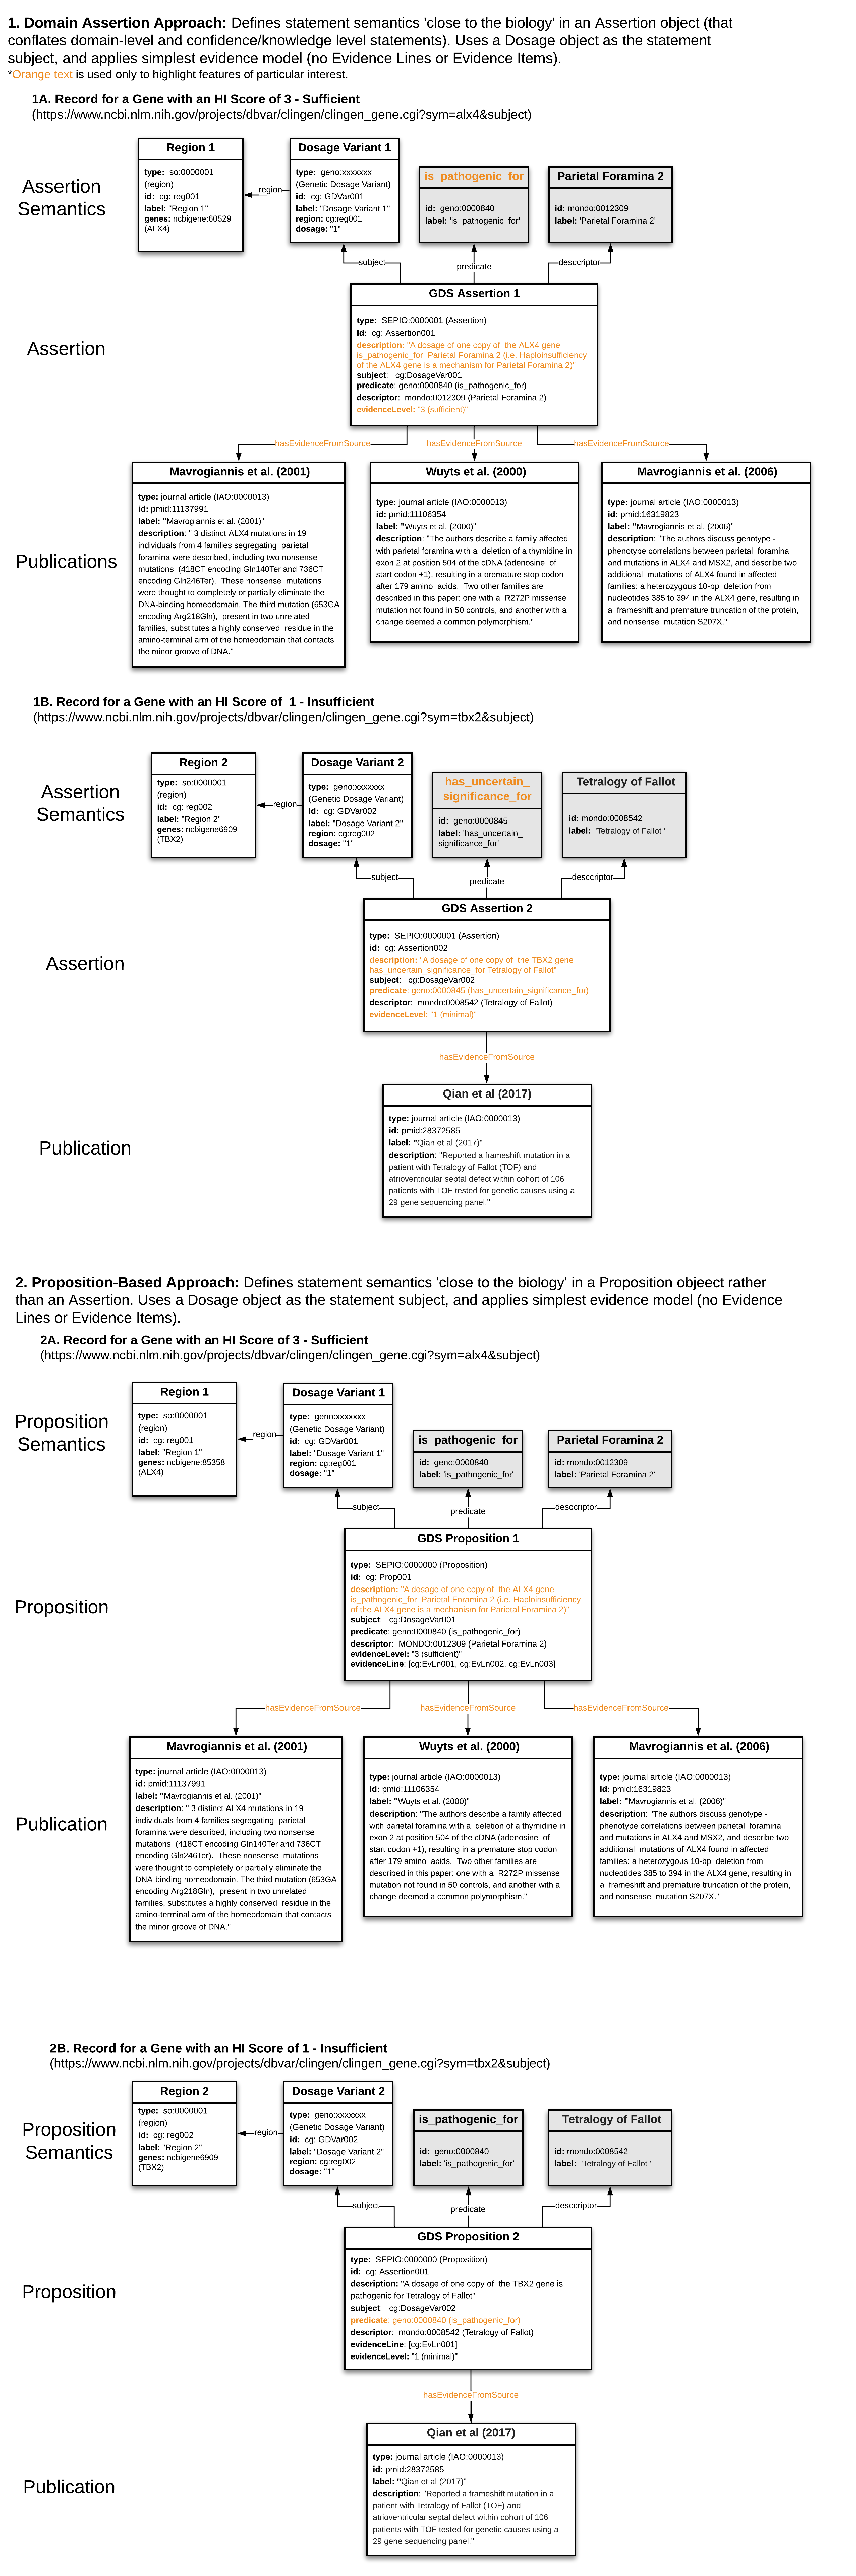 1. Domain Assertion Approach: Defines statement semantics 'close to the biology' in an Assertion object (that
conflates domain-level and confidence/knowledge level statements). Uses a Dosage object as the statement
subject, and applies simplest evidence model (no Evidence Lines or Evidence Items).
*Orange text is used only to highlight features of particular interest.
1A. Record for a Gene with an HI Score of 3 - Sufficient
(https://www.ncbi.nlm.nih.gov/projects/dbvar/clingen/clingen_gene.cgi?sym=alx4&subject)
Assertion
Semantics
Region 1
type: so:0000001
(region)
id: cg: reg001
label: "Region 1"
genes: ncbigene:60529
(ALX4)
region
Dosage Variant 1
type: geno:xxxxxxx
(Genetic Dosage Variant)
id: cg: GDVar001
label: "Dosage Variant 1"
region: cg:reg001
dosage: "1"
is_pathogenic_for
id: geno:0000840
label: 'is_pathogenic_for'
Parietal Foramina 2
id: mondo:0012309
label: 'Parietal Foramina 2'
subject
predicate
desccriptor
Assertion
GDS Assertion 1
type: SEPIO:0000001 (Assertion)
id: cg: Assertion001
description: "A dosage of one copy of the ALX4 gene
is_pathogenic_for Parietal Foramina 2 (i.e. Haploinsufficiency
of the ALX4 gene is a mechanism for Parietal Foramina 2)"
subject: cg:DosageVar001
predicate: geno:0000840 (is_pathogenic_for)
descriptor: mondo:0012309 (Parietal Foramina 2)
evidenceLevel: "3 (sufficient)"
hasEvidenceFromSource
hasEvidenceFromSource
hasEvidenceFromSource
Publications
Mavrogiannis et al. (2001)
type: journal article (IAO:0000013)
id: pmid:11137991
label: "Mavrogiannis et al. (2001)"
description: " 3 distinct ALX4 mutations in 19
individuals from 4 families segregating parietal
foramina were described, including two nonsense
mutations (418CT encoding Gln140Ter and 736CT
encoding Gln246Ter). These nonsense mutations
were thought to completely or partially eliminate the
DNA-binding homeodomain. The third mutation (653GA
encoding Arg218Gln), present in two unrelated
families, substitutes a highly conserved residue in the
amino-terminal arm of the homeodomain that contacts
the minor groove of DNA."
Wuyts et al. (2000)
type: journal article (IAO:0000013)
id: pmid:11106354
label: "Wuyts et al. (2000)"
description: "The authors describe a family affected
with parietal foramina with a deletion of a thymidine in
exon 2 at position 504 of the cDNA (adenosine of
start codon +1), resulting in a premature stop codon
after 179 amino acids. Two other families are
described in this paper: one with a R272P missense
mutation not found in 50 controls, and another with a
change deemed a common polymorphism."
Mavrogiannis et al. (2006)
type: journal article (IAO:0000013)
id: pmid:16319823
label: "Mavrogiannis et al. (2006)"
description: "The authors discuss genotype -
phenotype correlations between parietal foramina
and mutations in ALX4 and MSX2, and describe two
additional mutations of ALX4 found in affected
families: a heterozygous 10-bp deletion from
nucleotides 385 to 394 in the ALX4 gene, resulting in
a frameshift and premature truncation of the protein,
and nonsense mutation S207X."
1B. Record for a Gene with an HI Score of 1 - Insufficient
(https://www.ncbi.nlm.nih.gov/projects/dbvar/clingen/clingen_gene.cgi?sym=tbx2&subject)
Assertion
Semantics
Region 2
type: so:0000001
(region)
id: cg: reg002
label: "Region 2"
genes: ncbigene6909
(TBX2)
region
Dosage Variant 2
type: geno:xxxxxxx
(Genetic Dosage Variant)
id: cg: GDVar002
label: "Dosage Variant 2"
region: cg:reg002
dosage: "1"
has_uncertain_
significance_for
id: geno:0000845
label: 'has_uncertain_
significance_for'
Tetralogy of Fallot
id: mondo:0008542
label: 'Tetralogy of Fallot '
subject
predicate
desccriptor
Assertion
GDS Assertion 2
type: SEPIO:0000001 (Assertion)
id: cg: Assertion002
description: "A dosage of one copy of the TBX2 gene
has_uncertain_significance_for Tetralogy of Fallot"
subject: cg:DosageVar002
predicate: geno:0000845 (has_uncertain_significance_for)
descriptor: mondo:0008542 (Tetralogy of Fallot)
evidenceLevel: "1 (minimal)"
hasEvidenceFromSource
Publication
Qian et al (2017)
type: journal article (IAO:0000013)
id: pmid:28372585
label: "Qian et al (2017)"
description: "Reported a frameshift mutation in a
patient with Tetralogy of Fallot (TOF) and
atrioventricular septal defect within cohort of 106
patients with TOF tested for genetic causes using a
29 gene sequencing panel."
2. Proposition-Based Approach: Defines statement semantics 'close to the biology' in a Proposition objeect rather
than an Assertion. Uses a Dosage object as the statement subject, and applies simplest evidence model (no Evidence
Lines or Evidence Items).
2A. Record for a Gene with an HI Score of 3 - Sufficient
(https://www.ncbi.nlm.nih.gov/projects/dbvar/clingen/clingen_gene.cgi?sym=alx4&subject)
Proposition
Semantics
Region 1
type: so:0000001
(region)
id: cg: reg001
label: "Region 1"
genes: ncbigene:85358
(ALX4)
region
Dosage Variant 1
type: geno:xxxxxxx
(Genetic Dosage Variant)
id: cg: GDVar001
label: "Dosage Variant 1"
region: cg:reg001
dosage: "1"
is_pathogenic_for
id: geno:0000840
label: 'is_pathogenic_for'
Parietal Foramina 2
id: mondo:0012309
label: 'Parietal Foramina 2'
subject
predicate
desccriptor
Proposition
GDS Proposition 1
type: SEPIO:0000000 (Proposition)
id: cg: Prop001
description: "A dosage of one copy of the ALX4 gene
is_pathogenic_for Parietal Foramina 2 (i.e. Haploinsufficiency
of the ALX4 gene is a mechanism for Parietal Foramina 2)"
subject: cg:DosageVar001
predicate: geno:0000840 (is_pathogenic_for)
descriptor: MONDO:0012309 (Parietal Foramina 2)
evidenceLevel: "3 (sufficient)"
evidenceLine: [cg:EvLn001, cg:EvLn002, cg:EvLn003]
hasEvidenceFromSource
hasEvidenceFromSource
hasEvidenceFromSource
Publication
Mavrogiannis et al. (2001)
type: journal article (IAO:0000013)
id: pmid:11137991
label: "Mavrogiannis et al. (2001)"
description: " 3 distinct ALX4 mutations in 19
individuals from 4 families segregating parietal
foramina were described, including two nonsense
mutations (418CT encoding Gln140Ter and 736CT
encoding Gln246Ter). These nonsense mutations
were thought to completely or partially eliminate the
DNA-binding homeodomain. The third mutation (653GA
encoding Arg218Gln), present in two unrelated
families, substitutes a highly conserved residue in the
amino-terminal arm of the homeodomain that contacts
the minor groove of DNA."
Wuyts et al. (2000)
type: journal article (IAO:0000013)
id: pmid:11106354
label: "Wuyts et al. (2000)"
description: "The authors describe a family affected
with parietal foramina with a deletion of a thymidine in
exon 2 at position 504 of the cDNA (adenosine of
start codon +1), resulting in a premature stop codon
after 179 amino acids. Two other families are
described in this paper: one with a R272P missense
mutation not found in 50 controls, and another with a
change deemed a common polymorphism."
Mavrogiannis et al. (2006)
type: journal article (IAO:0000013)
id: pmid:16319823
label: "Mavrogiannis et al. (2006)"
description: "The authors discuss genotype -
phenotype correlations between parietal foramina
and mutations in ALX4 and MSX2, and describe two
additional mutations of ALX4 found in affected
families: a heterozygous 10-bp deletion from
nucleotides 385 to 394 in the ALX4 gene, resulting in
a frameshift and premature truncation of the protein,
and nonsense mutation S207X."
2B. Record for a Gene with an HI Score of 1 - Insufficient
(https://www.ncbi.nlm.nih.gov/projects/dbvar/clingen/clingen_gene.cgi?sym=tbx2&subject)
Proposition
Semantics
Region 2
type: so:0000001
(region)
id: cg: reg002
label: "Region 2"
genes: ncbigene6909
(TBX2)
region
Dosage Variant 2
type: geno:xxxxxxx
(Genetic Dosage Variant)
id: cg: GDVar002
label: "Dosage Variant 2"
region: cg:reg002
dosage: "1"
is_pathogenic_for
id: geno:0000840
label: 'is_pathogenic_for'
Tetralogy of Fallot
id: mondo:0008542
label: 'Tetralogy of Fallot '
subject
predicate
desccriptor
Proposition
GDS Proposition 2
type: SEPIO:0000000 (Proposition)
id: cg: Assertion001
description: "A dosage of one copy of the TBX2 gene is
pathogenic for Tetralogy of Fallot"
subject: cg:DosageVar002
predicate: geno:0000840 (is_pathogenic_for)
descriptor: mondo:0008542 (Tetralogy of Fallot)
evidenceLine: [cg:EvLn001]
evidenceLevel: "1 (minimal)"
hasEvidenceFromSource
Publication
Qian et al (2017)
type: journal article (IAO:0000013)
id: pmid:28372585
label: "Qian et al (2017)"
description: "Reported a frameshift mutation in a
patient with Tetralogy of Fallot (TOF) and
atrioventricular septal defect within cohort of 106
patients with TOF tested for genetic causes using a
29 gene sequencing panel."